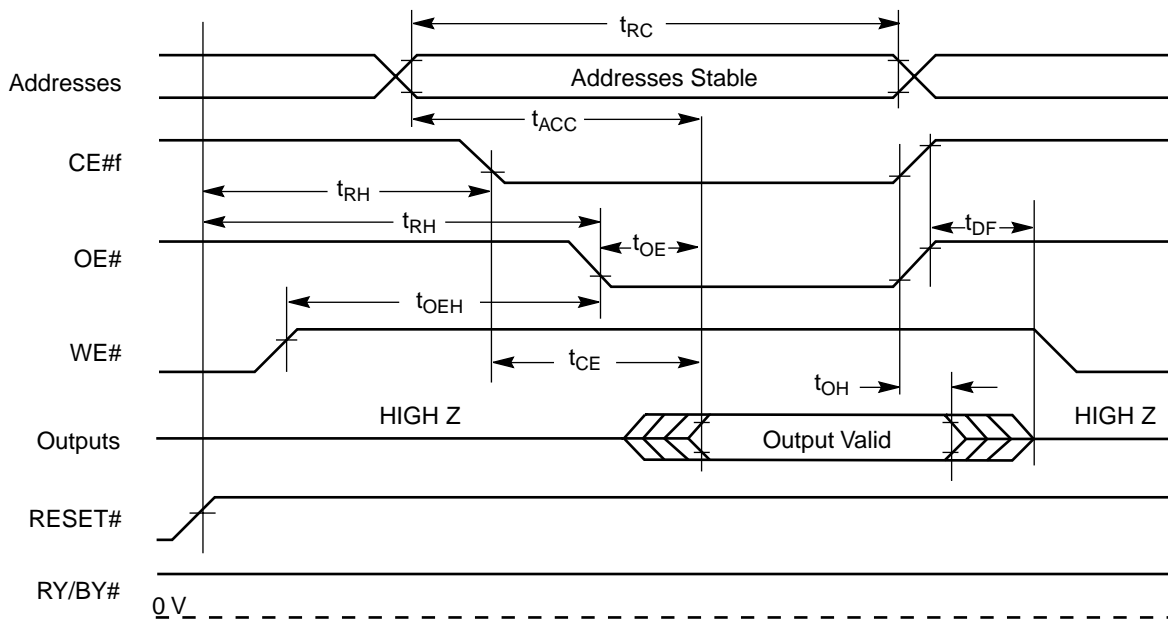 tRC
Addresses
Addresses Stable
tACC
CE#f
tRH
tRH
tDF
OE#
tOE
tOEH
WE#
tCE
tOH
HIGH Z
HIGH Z
Outputs
Output Valid
RESET#
RY/BY#
0 V